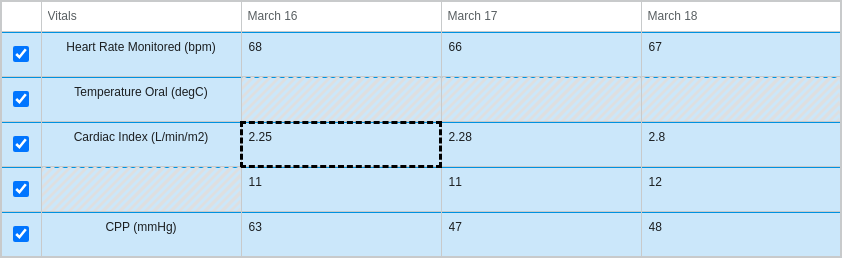 Vitals March 16 March 17 March 18
Heart Rate Monitored (bpm) 68 66 67
Temperature Oral (degC)
Cardiac Index (L/min/m2) 2.25 2.28 2.8
11 11 12
CPP (mmHg) 63 47 48